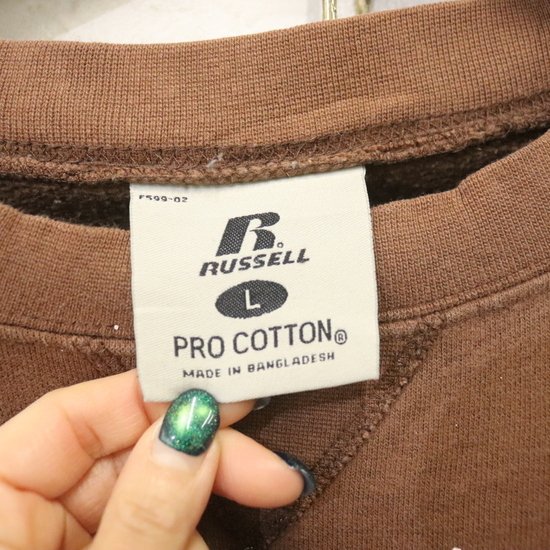 F599-02
R®
RUSSELL
L
PRO COTTON®
MADE IN BANGLADESH